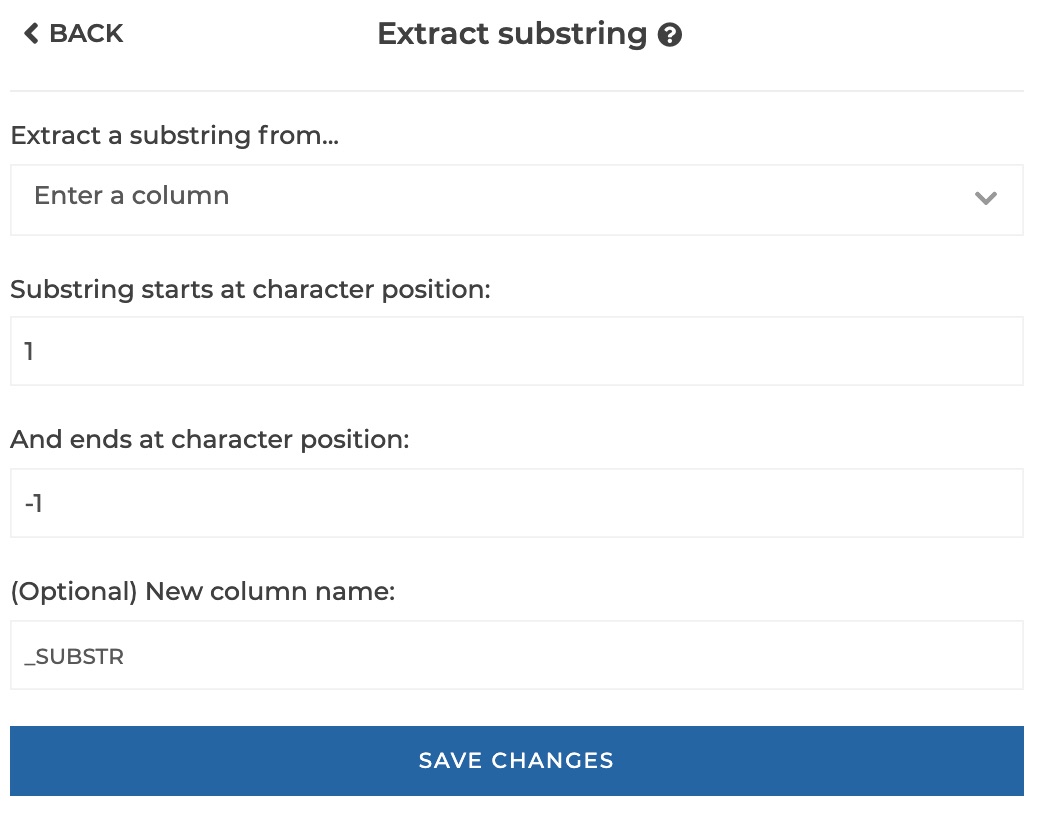 BACK
Extract substring
Extract a substring from...
Enter a column
Substring starts at character position:
1
And ends at character position:
-1
(Optional) New column name:
_SUBSTR
SAVE CHANGES